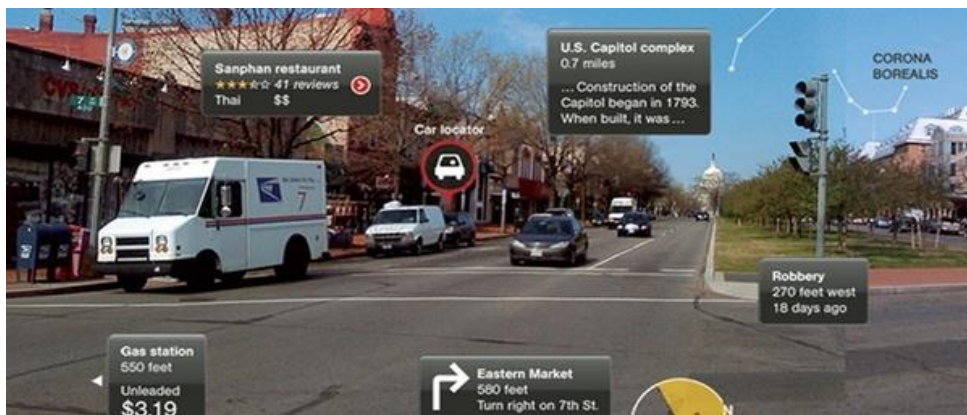 Sanphan restaurant
★★★☆☆ 41 reviews
Thai $$
U.S. Capitol complex
0.7 miles
... Construction of the
Capitol began in 1793.
When built, it was ...
CORONA
BOREALIS
Car locator
CVS
7
7
Robbery
270 feet west
18 days ago
Gas station
550 feet
Unleaded
$3.19
Eastern Market
580 feet
Turn right on 7th St.
N